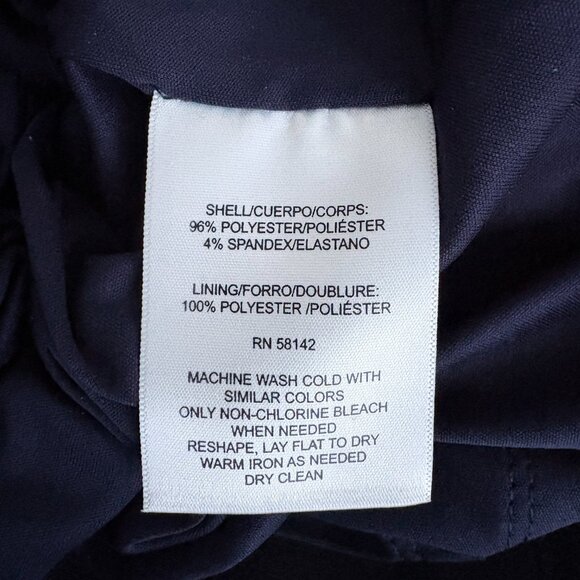 SHELL/CUERPO/CORPS:
96% POLYESTER/POLIÉSTER
4% SPANDEX/ELASTANO
LINING/FORRO/DOUBLURE:
100% POLYESTER /POLIÉSTER
RN 58142
MACHINE WASH COLD WITH
SIMILAR COLORS
ONLY NON-CHLORINE BLEACH
WHEN NEEDED
RESHAPE, LAY FLAT TO DRY
WARM IRON AS NEEDED
DRY CLEAN